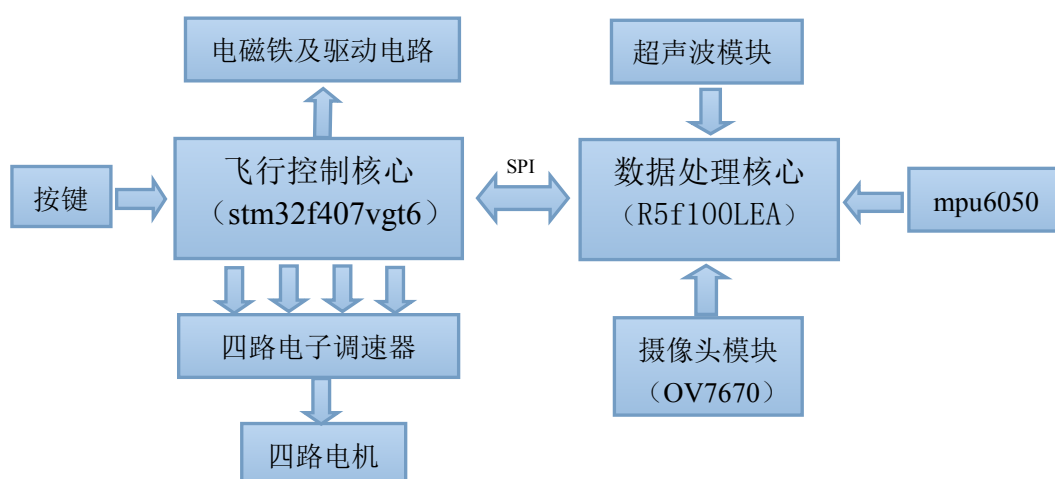 电磁铁及驱动电路
超声波模块
按键
飞行控制核心
（stm32f407vgt6）
SPI
数据处理核心
（R5f100LEA）
mpu6050
四路电子调速器
摄像头模块
（OV7670）
四路电机